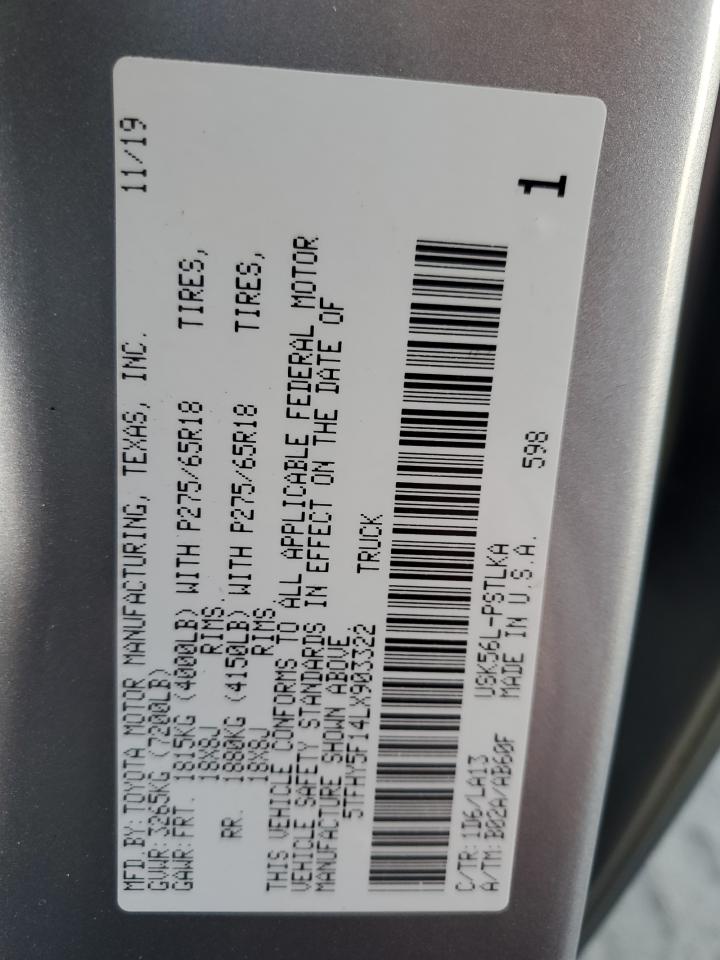 MFD BY: TOYOTA MOTOR MANUFACTURING, TEXAS, INC. 11/19
GVWR: 3265KG (7200LB)
GAWR: FRT. 1815KG (4000LB) WITH P275/65R18 TIRES,
18X8J RIMS
RR. 1880KG (4150LB) WITH P275/65R18 TIRES,
18X8J RIMS
THIS VEHICLE CONFORMS TO ALL APPLICABLE FEDERAL MOTOR
VEHICLE SAFETY STANDARDS IN EFFECT ON THE DATE OF
MANUFACTURE SHOWN ABOVE
5TFHY5F14LX903322 TRUCK
C/TR: 1D6/LA13 USK56L-PSTLKA
A/TM: B02A/AB60F MADE IN U.S.A. 598
1